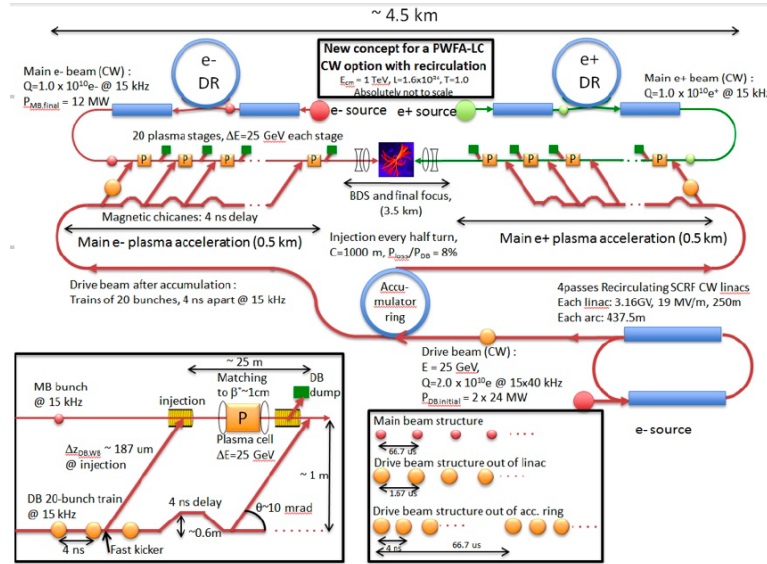 ~ 4.5 km
New concept for a PWFA-LC
CW option with recirculation
Ecm = 1 TeV, L=1.6x10³⁴, T=1.0
Absolutely not to scale
e-
DR
e+
DR
Main e- beam (CW) :
Q=1.0 x 10¹⁰e- @ 15 kHz
PMB,final = 12 MW
e- source
e+ source
Main e+ beam (CW) :
Q=1.0 x 10¹⁰e⁺ @ 15 kHz
20 plasma stages, ΔE=25 GeV each stage
P
P
P
P
P
P
P
P
BDS and final focus,
(3.5 km)
Magnetic chicanes: 4 ns delay
Main e- plasma acceleration (0.5 km)
Main e+ plasma acceleration (0.5 km)
Injection every half turn,
C=1000 m, Ploss/PDB = 8%
Drive beam after accumulation :
Trains of 20 bunches, 4 ns apart @ 15 kHz
Accu-
mulator
ring
4passes Recirculating SCRF CW linacs
Each linac: 3.16GV, 19 MV/m, 250m
Each arc: 437.5m
Drive beam (CW) :
E = 25 GeV,
Q=2.0 x 10¹⁰e @ 15x40 kHz
PDB initial = 2 x 24 MW
e- source
~ 25 m
MB bunch
@ 15 kHz
injection
Matching
to β*~1cm
DB
dump
P
Plasma cell
ΔE=25 GeV
ΔzDB,WB ~ 187 um
@ injection
~ 1 m
DB 20-bunch train
@ 15 kHz
4 ns delay
θ~10 mrad
~0.6m
4 ns
Fast kicker
Main beam structure
66.7 us
Drive beam structure out of linac
1.67 us
Drive beam structure out of acc. ring
4 ns
66.7 us